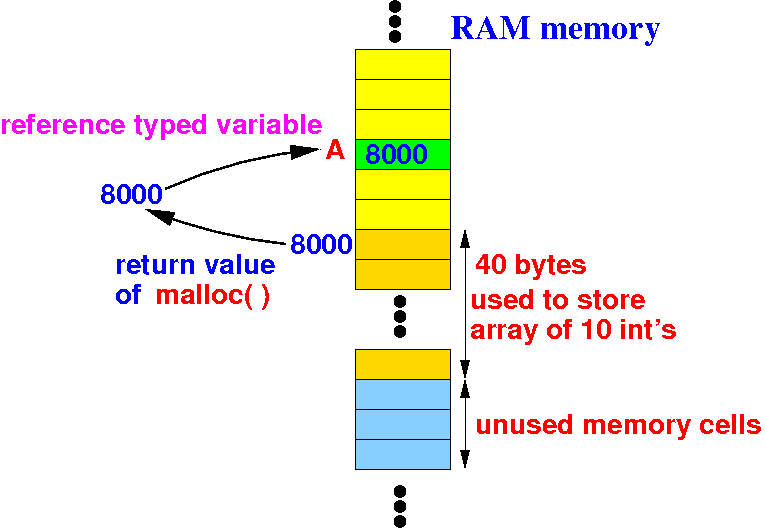 RAM memory
reference typed variable
A
8000
8000
8000
return value
of malloc( )
40 bytes
used to store
array of 10 int's
unused memory cells